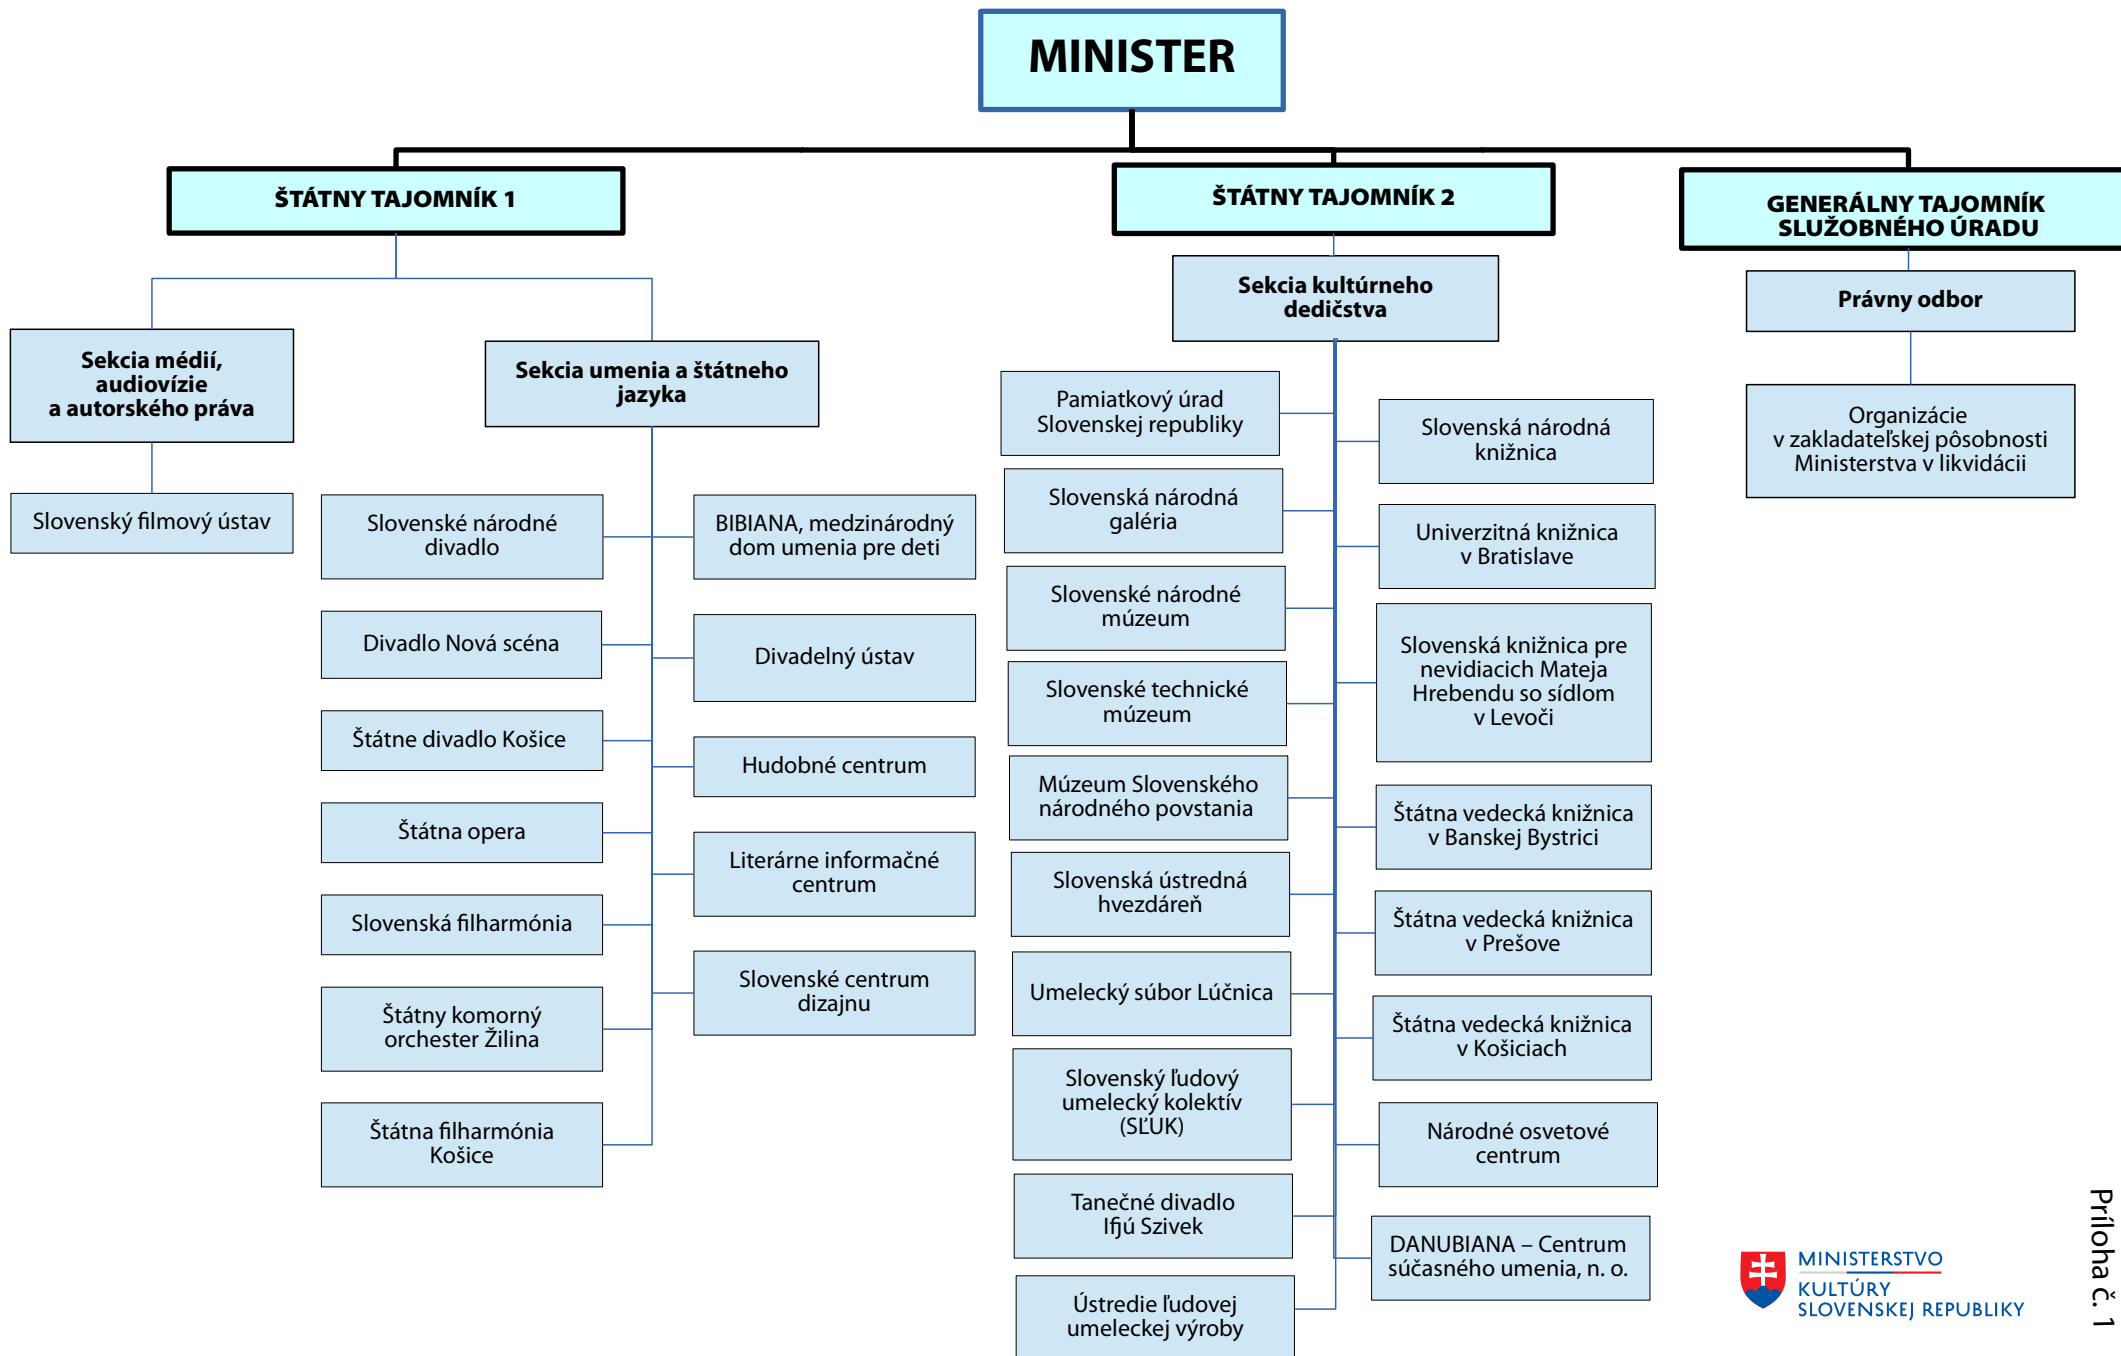 MINISTER
ŠTÁTNY TAJOMNÍK 1
ŠTÁTNY TAJOMNÍK 2
GENERÁLNY TAJOMNÍK
SLUŽOBNÉHO ÚRADU
Sekcia médií,
audiovízie
a autorského práva
Slovenský filmový ústav
Sekcia umenia a štátneho
jazyka
Slovenské národné
divadlo
Divadlo Nová scéna
Štátne divadlo Košice
Štátna opera
Slovenská filharmónia
Štátny komorný
orchester Žilina
Štátna filharmónia
Košice
BIBIANA, medzinárodný
dom umenia pre deti
Divadelný ústav
Hudobné centrum
Literárne informačné
centrum
Slovenské centrum
dizajnu
Sekcia kultúrneho
dedičstva
Pamiatkový úrad
Slovenskej republiky
Slovenská národná
galéria
Slovenské národné
múzeum
Slovenské technické
múzeum
Múzeum Slovenského
národného povstania
Slovenská ústredná
hvezdáreň
Umelecký súbor Lúčnica
Slovenský ľudový
umelecký kolektív
(SĽUK)
Tanečné divadlo
Ifjú Szivek
Ústredie ľudovej
umeleckej výroby
Slovenská národná
knižnica
Univerzitná knižnica
v Bratislave
Slovenská knižnica pre
nevidiacich Mateja
Hrebendu so sídlom
v Levoči
Štátna vedecká knižnica
v Banskej Bystrici
Štátna vedecká knižnica
v Prešove
Štátna vedecká knižnica
v Košiciach
Národné osvetové
centrum
DANUBIANA – Centrum
súčasného umenia, n. o.
Právny odbor
Organizácie
v zakladateľskej pôsobnosti
Ministerstva v likvidácii
MINISTERSTVO
KULTÚRY
SLOVENSKEJ REPUBLIKY
Príloha č. 1